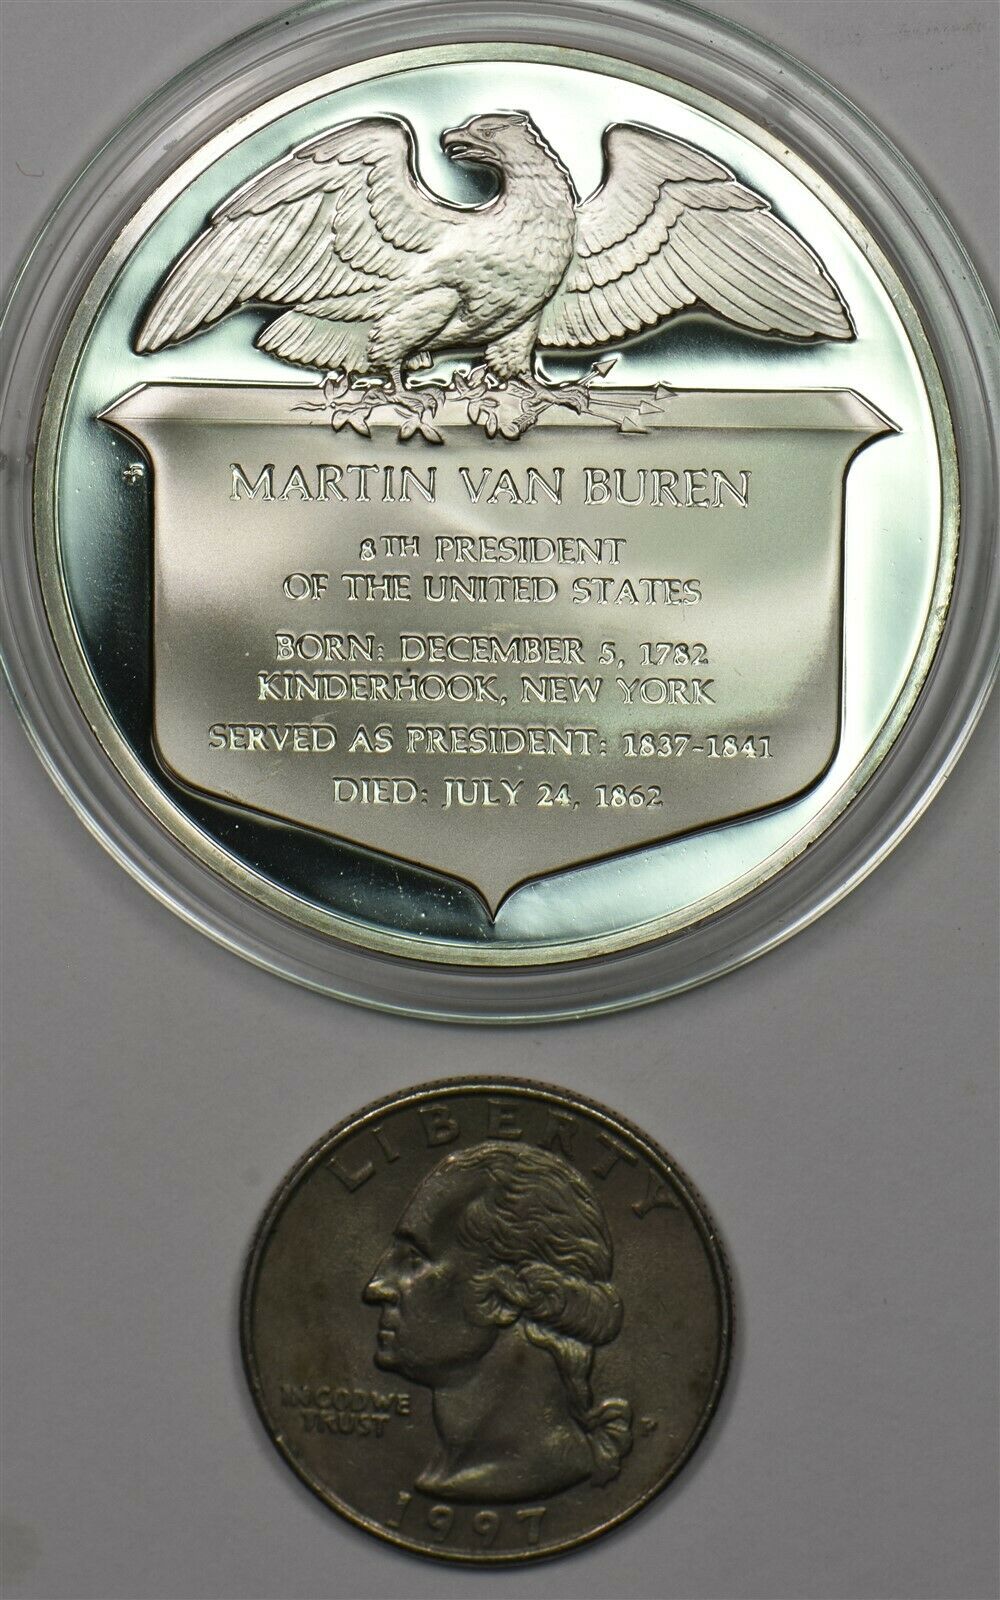 MARTIN VAN BUREN
8TH PRESIDENT
OF THE UNITED STATES
BORN: DECEMBER 5, 1782
KINDERHOOK, NEW YORK
SERVED AS PRESIDENT: 1837-1841
DIED: JULY 24, 1862
LIBERTY
IN GOD WE
TRUST
P
1997